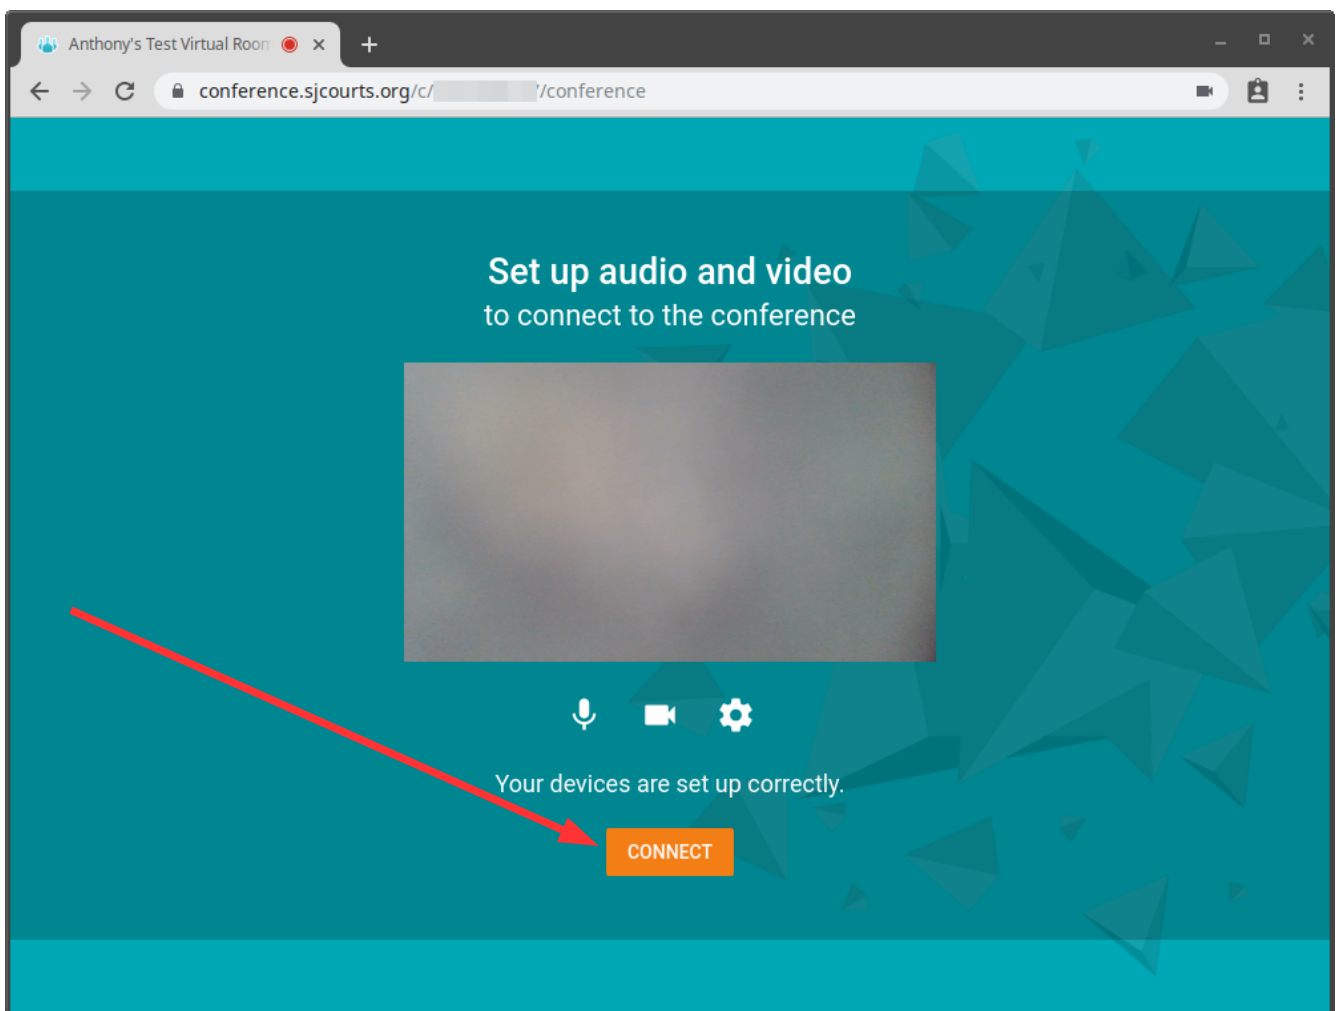 Anthony's Test Virtual Room
conference.sjcourts.org/c/ /conference
Set up audio and video
to connect to the conference
Your devices are set up correctly.
CONNECT